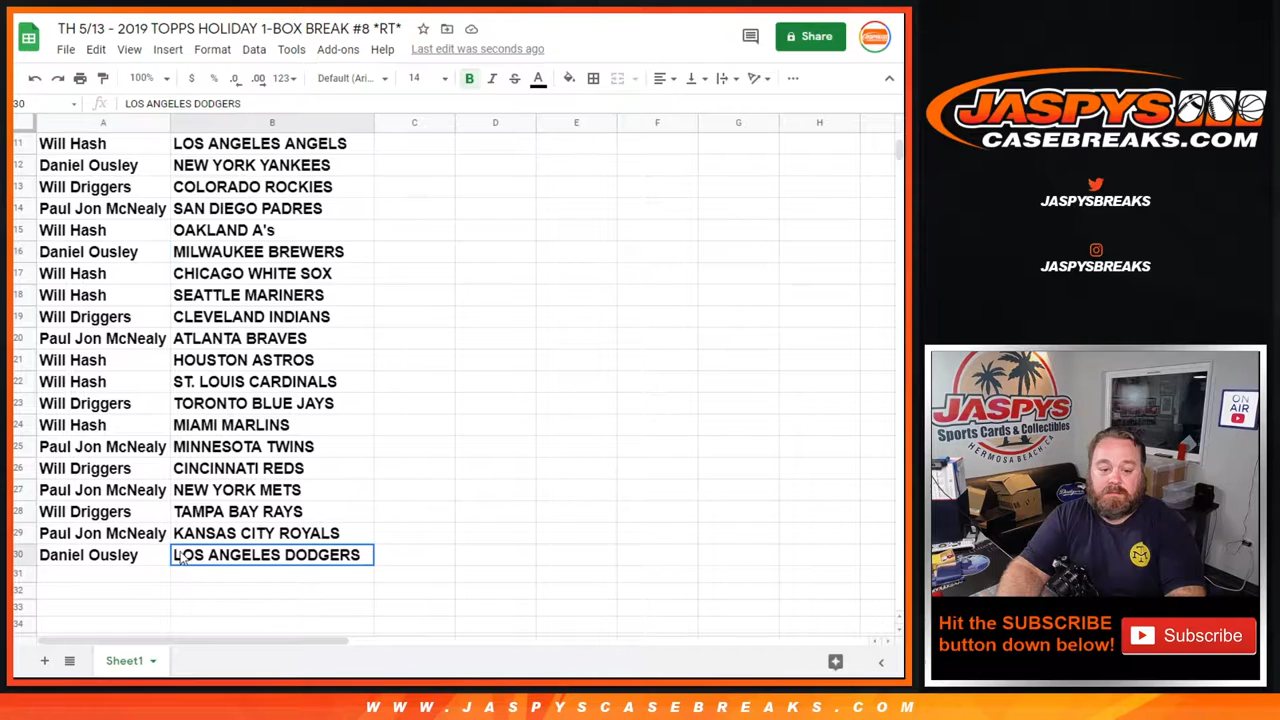 TH 5/13 - 2019 TOPPS HOLIDAY 1-BOX BREAK #8 *RT*
File Edit View Insert Format Data Tools Add-ons Help Last edit was seconds ago
Share
100% $ % .0 .00 123 Default (Ari... 14 B I S A
30 fx LOS ANGELES DODGERS
A B C D E F G H
11 Will Hash LOS ANGELES ANGELS
12 Daniel Ousley NEW YORK YANKEES
13 Will Driggers COLORADO ROCKIES
14 Paul Jon McNealy SAN DIEGO PADRES
15 Will Hash OAKLAND A's
16 Daniel Ousley MILWAUKEE BREWERS
17 Will Hash CHICAGO WHITE SOX
18 Will Hash SEATTLE MARINERS
19 Will Driggers CLEVELAND INDIANS
20 Paul Jon McNealy ATLANTA BRAVES
21 Will Hash HOUSTON ASTROS
22 Will Hash ST. LOUIS CARDINALS
23 Will Driggers TORONTO BLUE JAYS
24 Will Hash MIAMI MARLINS
25 Paul Jon McNealy MINNESOTA TWINS
26 Will Driggers CINCINNATI REDS
27 Paul Jon McNealy NEW YORK METS
28 Will Driggers TAMPA BAY RAYS
29 Paul Jon McNealy KANSAS CITY ROYALS
30 Daniel Ousley LOS ANGELES DODGERS
31
32
33
34
Sheet1
JASPYS
CASEBREAKS.COM
JASPYSBREAKS
JASPYSBREAKS
JASPYS
Sports Cards & Collectibles
HERMOSA BEACH, CA
ON
AIR
Hit the SUBSCRIBE
button down below!
Subscribe
WWW.JASPYSCASEBREAKS.COM